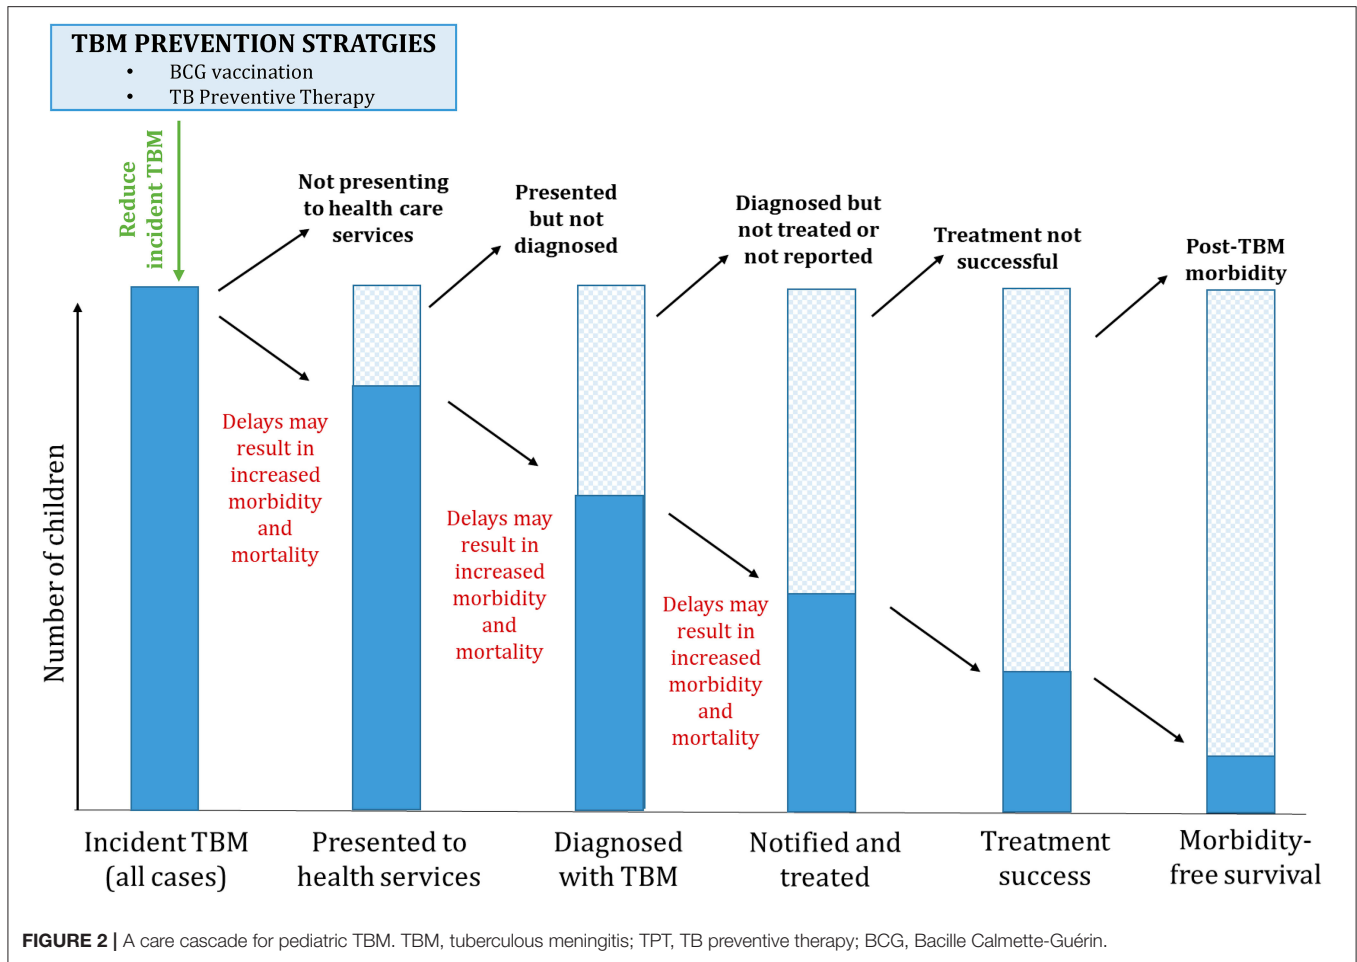 TBM PREVENTION STRATGIES
• BCG vaccination
• TB Preventive Therapy
Reduce
incident TBM
Not presenting
to health care
services
Presented
but not
diagnosed
Diagnosed but
not treated or
not reported
Treatment not
successful
Post-TBM
morbidity
Number of children
Delays may
result in
increased
morbidity
and
mortality
Delays may
result in
increased
morbidity
and
mortality
Delays may
result in
increased
morbidity
and
mortality
Incident TBM
(all cases)
Presented to
health services
Diagnosed
with TBM
Notified and
treated
Treatment
success
Morbidity-
free survival
FIGURE 2 | A care cascade for pediatric TBM. TBM, tuberculous meningitis; TPT, TB preventive therapy; BCG, Bacille Calmette-Guérin.